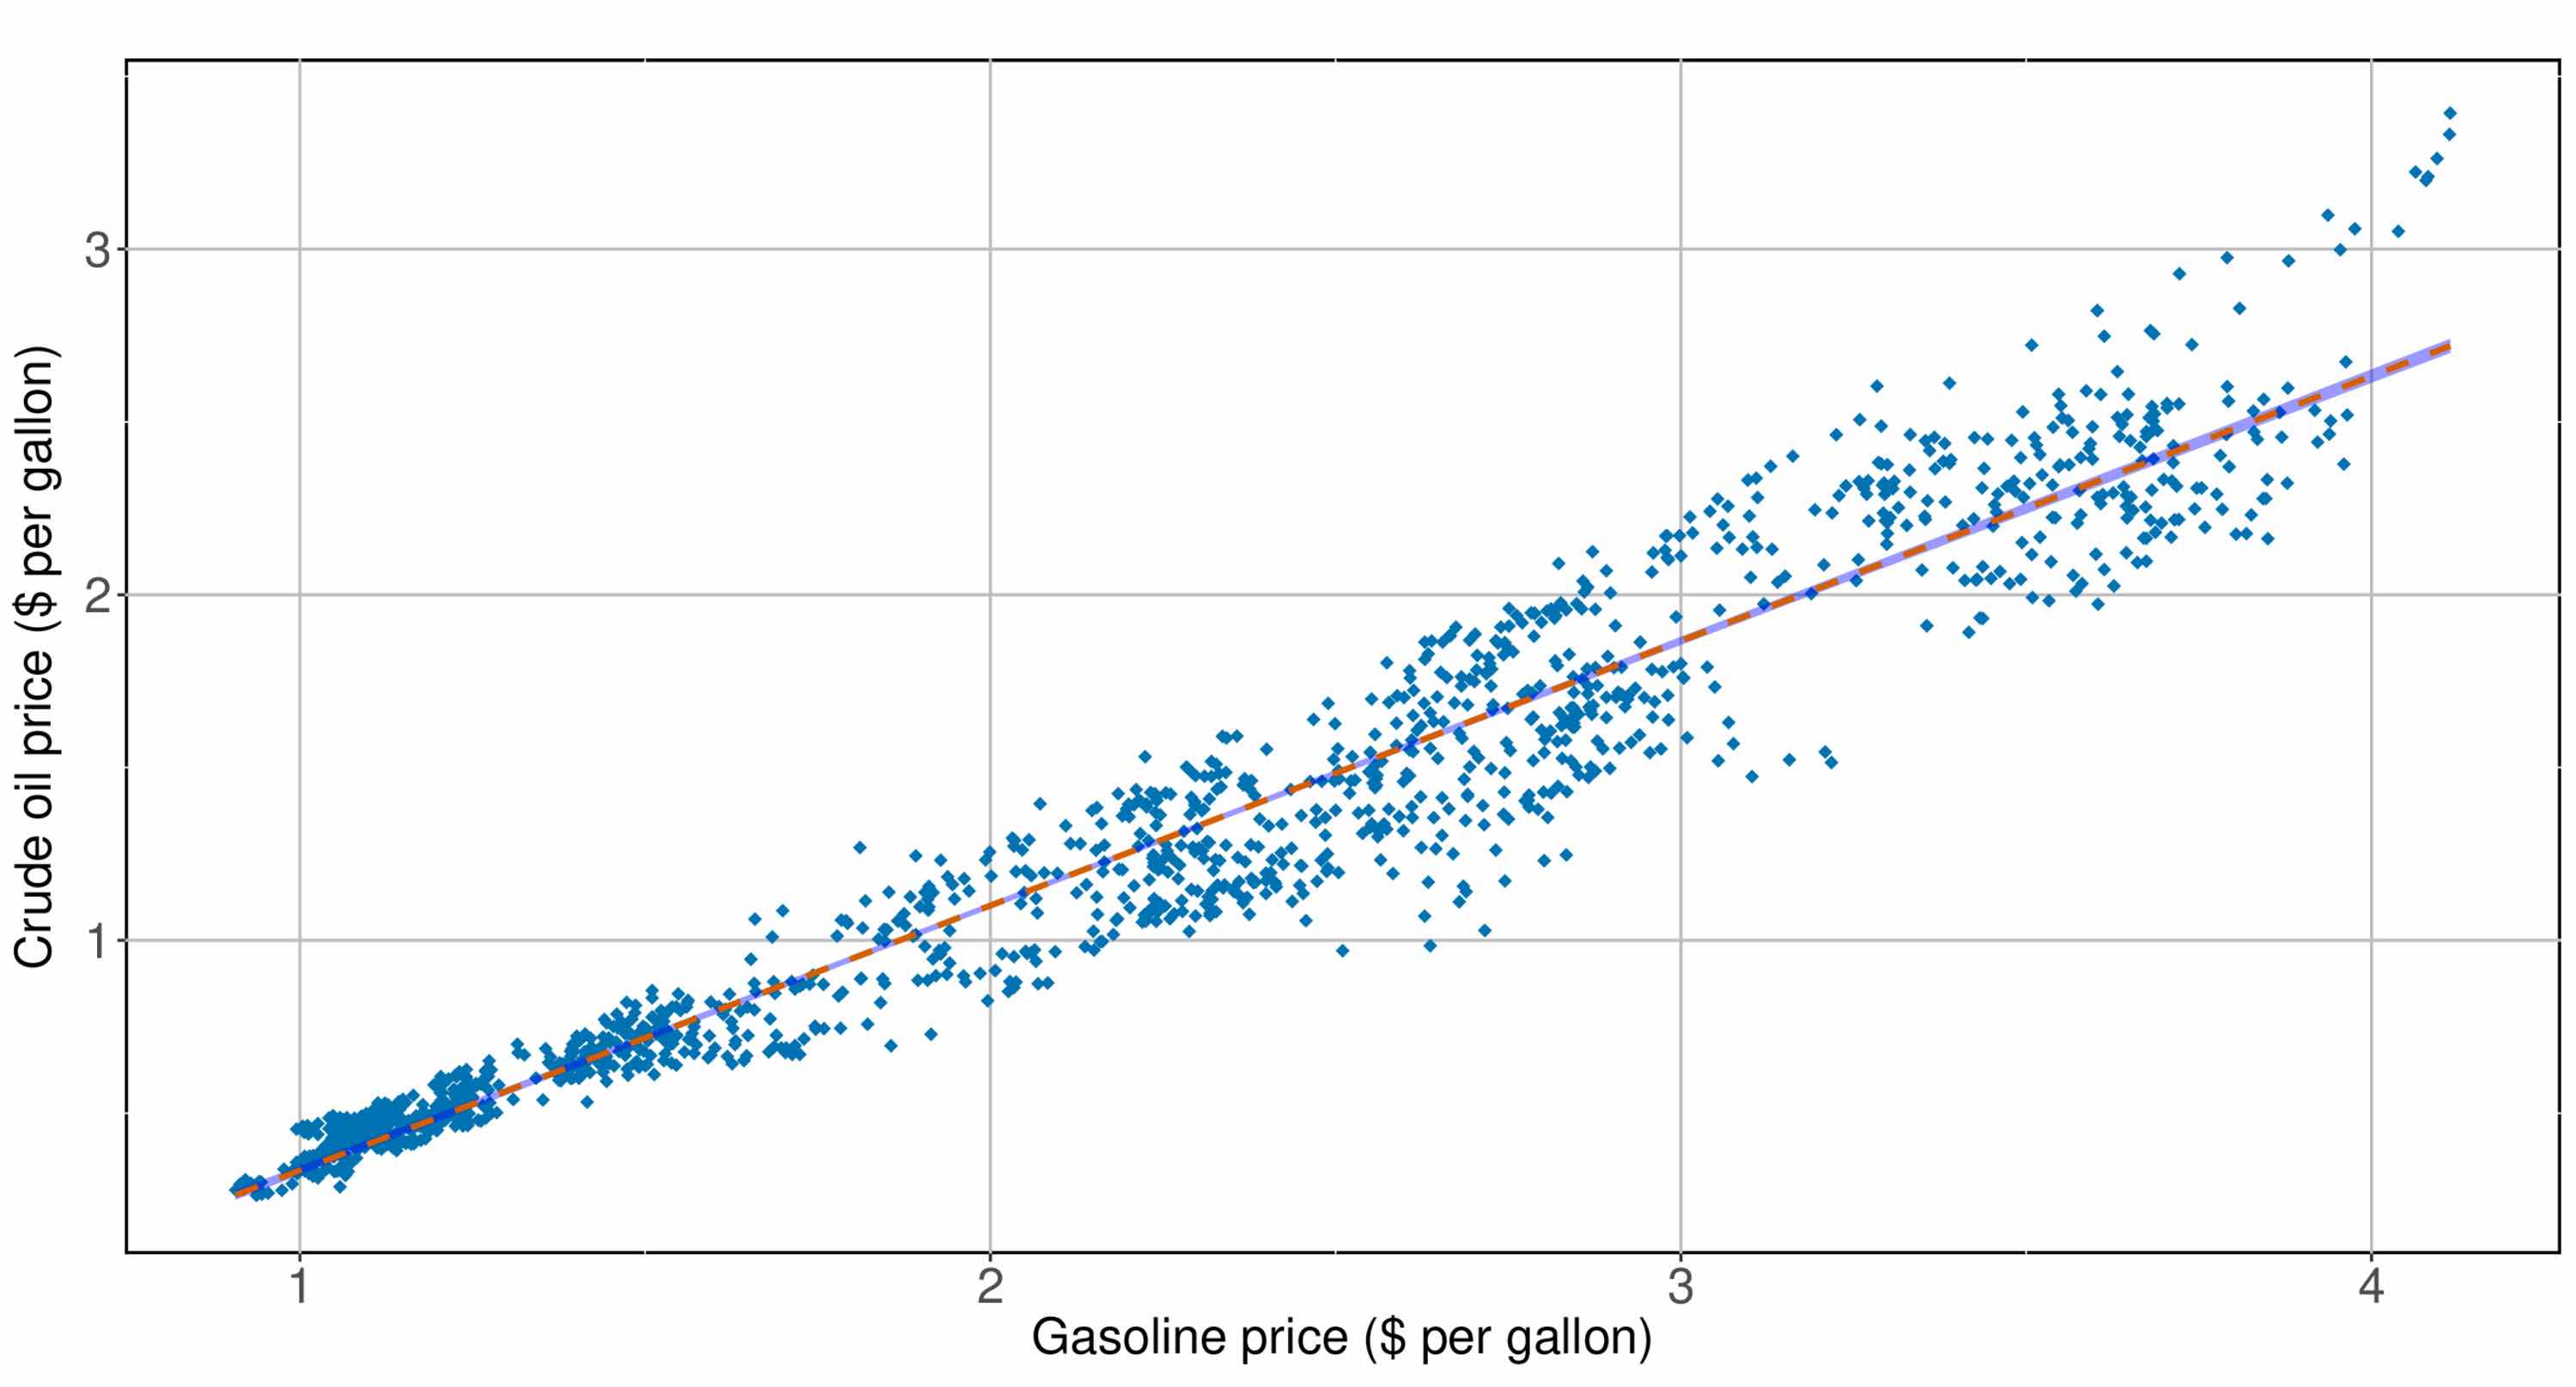 Crude oil price ($ per gallon)
3
2
1
1 2 3 4
Gasoline price ($ per gallon)